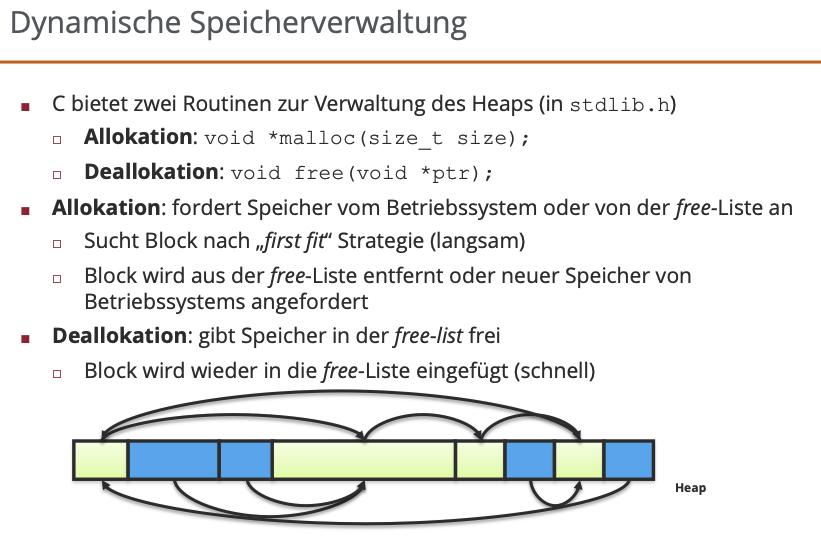 Dynamische Speicherverwaltung
C bietet zwei Routinen zur Verwaltung des Heaps (in stdlib.h)
Allokation: void *malloc(size_t size);
Deallokation: void free(void *ptr);
Allokation: fordert Speicher vom Betriebssystem oder von der free-Liste an
Sucht Block nach „first fit“ Strategie (langsam)
Block wird aus der free-Liste entfernt oder neuer Speicher von
Betriebssystems angefordert
Deallokation: gibt Speicher in der free-list frei
Block wird wieder in die free-Liste eingefügt (schnell)
Heap